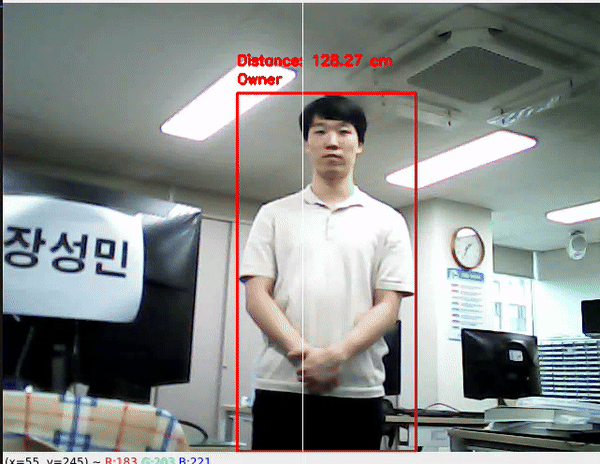 Distance: 128.27 cm
Owner
장성민
(x=55, y=245) ~ R:183 G:203 B:221